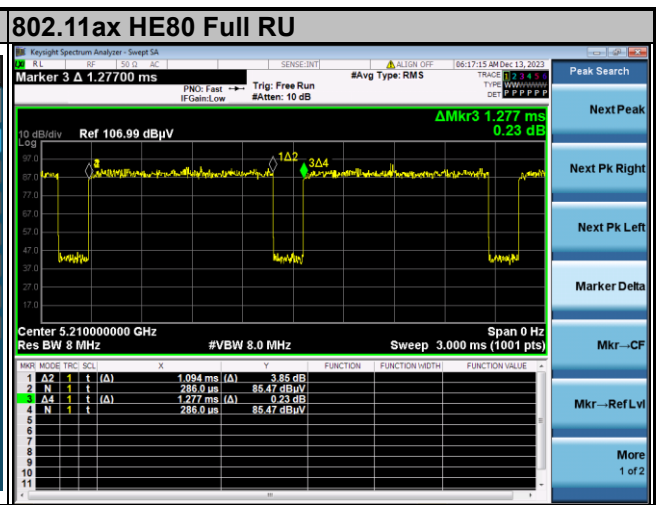 802.11ax HE80 Full RU
Keysight Spectrum Analyzer - Swept SA
RL RF 50 Ω AC SENSE:INT ALIGN OFF 06:17:15 AM Dec 13, 2023
Marker 3 Δ 1.27700 ms #Avg Type: RMS TRACE 1 2 3 4 5 6
PNO: Fast Trig: Free Run TYPE WWWWWW
IFGain:Low #Atten: 10 dB DET P P P P P P
Peak Search
ΔMkr3 1.277 ms
0.23 dB
10 dB/div Ref 106.99 dBµV
Log
97.0
87.0
77.0
67.0
57.0
47.0
37.0
27.0
17.0
1Δ2
3Δ4
Center 5.210000000 GHz Span 0 Hz
Res BW 8 MHz #VBW 8.0 MHz Sweep 3.000 ms (1001 pts)
MKR MODE TRC SCL X Y FUNCTION FUNCTION WIDTH FUNCTION VALUE
1 Δ2 1 t (Δ) 1.094 ms (Δ) 3.85 dB
2 N 1 t 286.0 µs 85.47 dBµV
3 Δ4 1 t (Δ) 1.277 ms (Δ) 0.23 dB
4 N 1 t 286.0 µs 85.47 dBµV
5
6
7
8
9
10
11
Next Peak
Next Pk Right
Next Pk Left
Marker Delta
Mkr→CF
Mkr→Ref Lvl
More
1 of 2